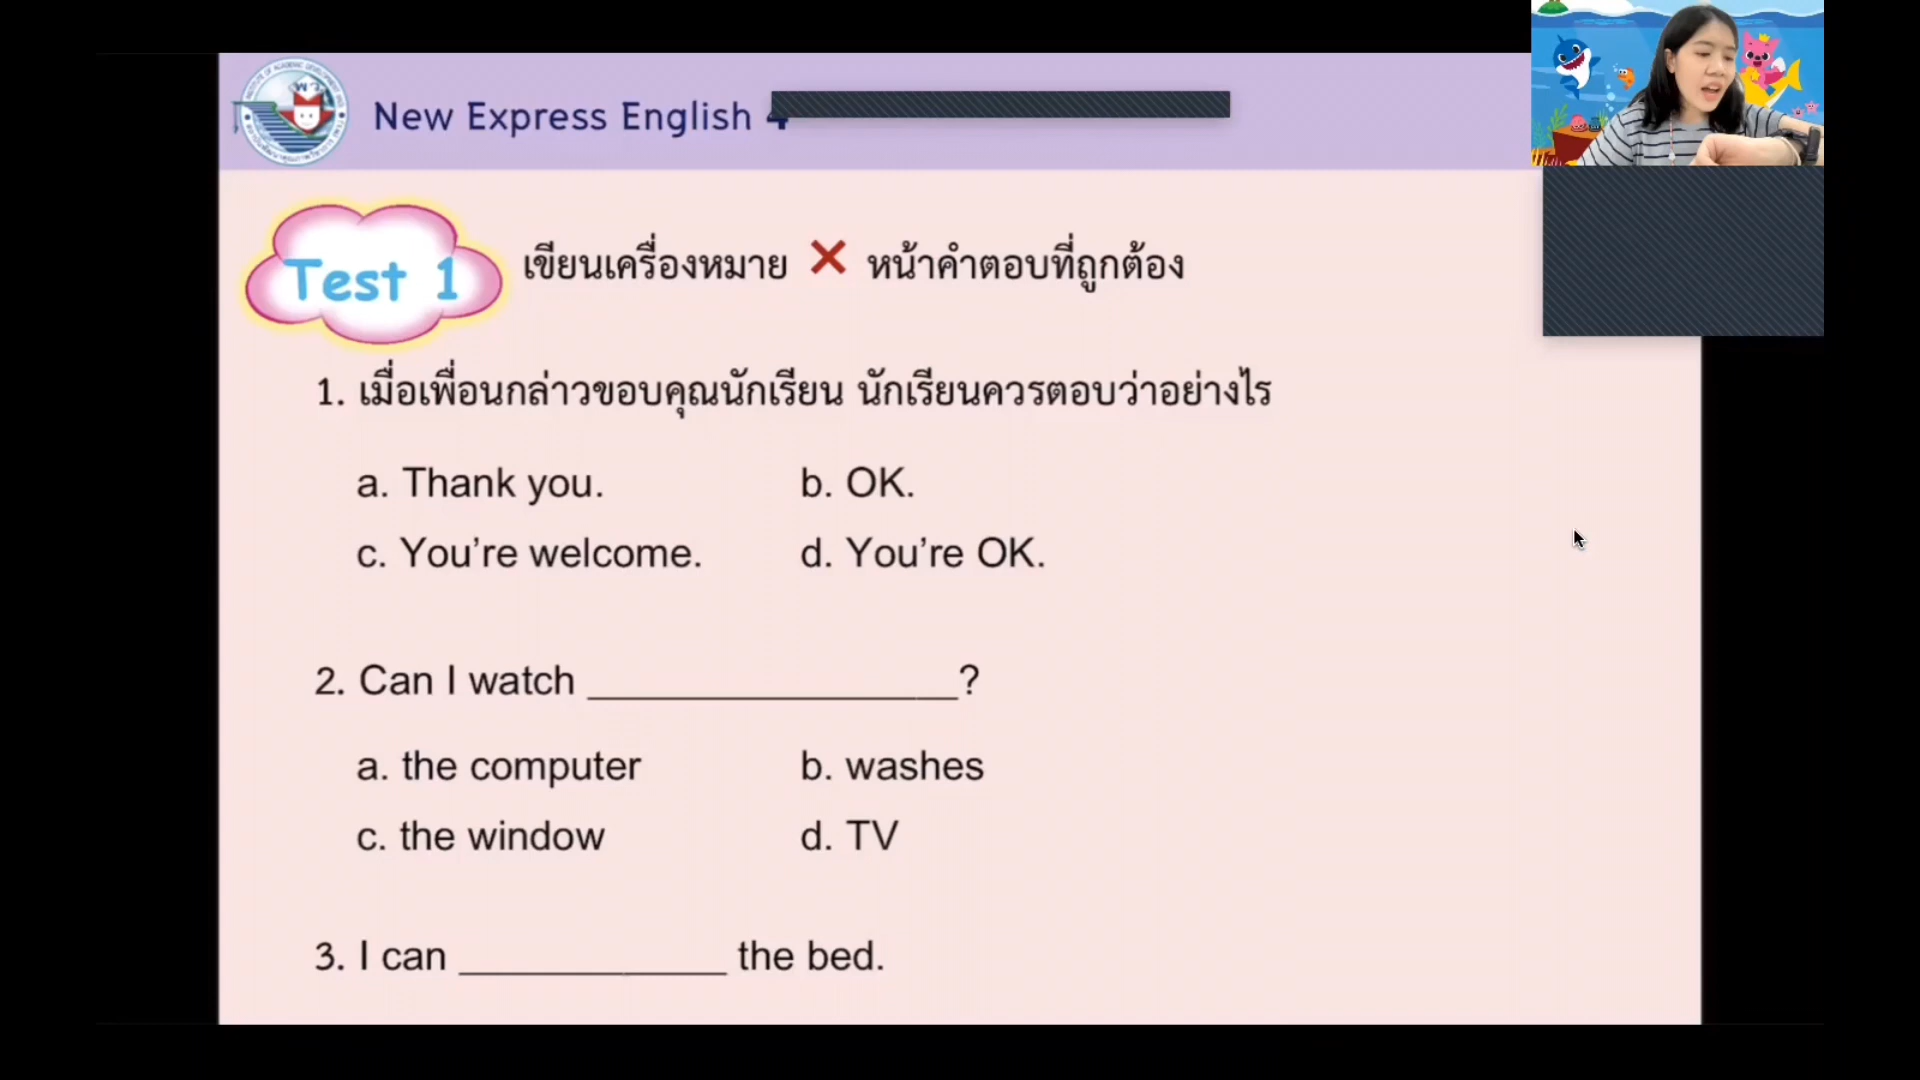 New Express English 4
Test 1
เขียนเครื่องหมาย ✕ หน้าคำตอบที่ถูกต้อง
1. เมื่อเพื่อนกล่าวขอบคุณนักเรียน นักเรียนควรตอบว่าอย่างไร
a. Thank you. b. OK.
c. You’re welcome. d. You’re OK.
2. Can I watch ________________?
a. the computer b. washes
c. the window d. TV
3. I can ____________ the bed.